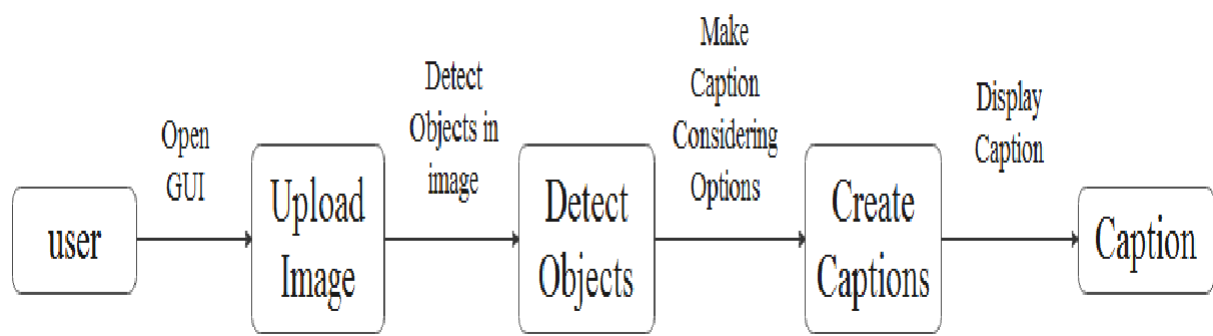 user
Open
GUI
Upload
Image
Detect
Objects in
image
Detect
Objects
Make
Caption
Considering
Options
Create
Captions
Display
Caption
Caption